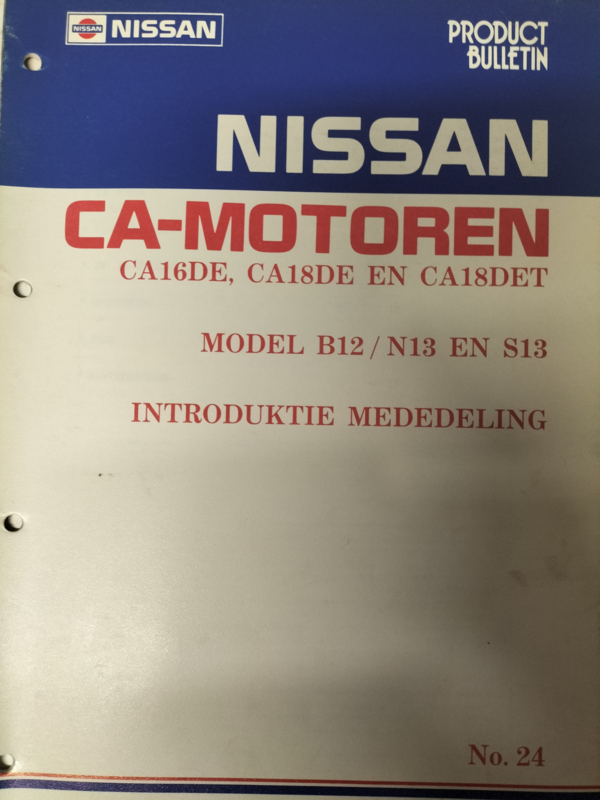 NISSAN NISSAN
PRODUCT
BULLETIN
NISSAN
CA-MOTOREN
CA16DE, CA18DE EN CA18DET
MODEL B12 / N13 EN S13
INTRODUKTIE MEDEDELING
No. 24